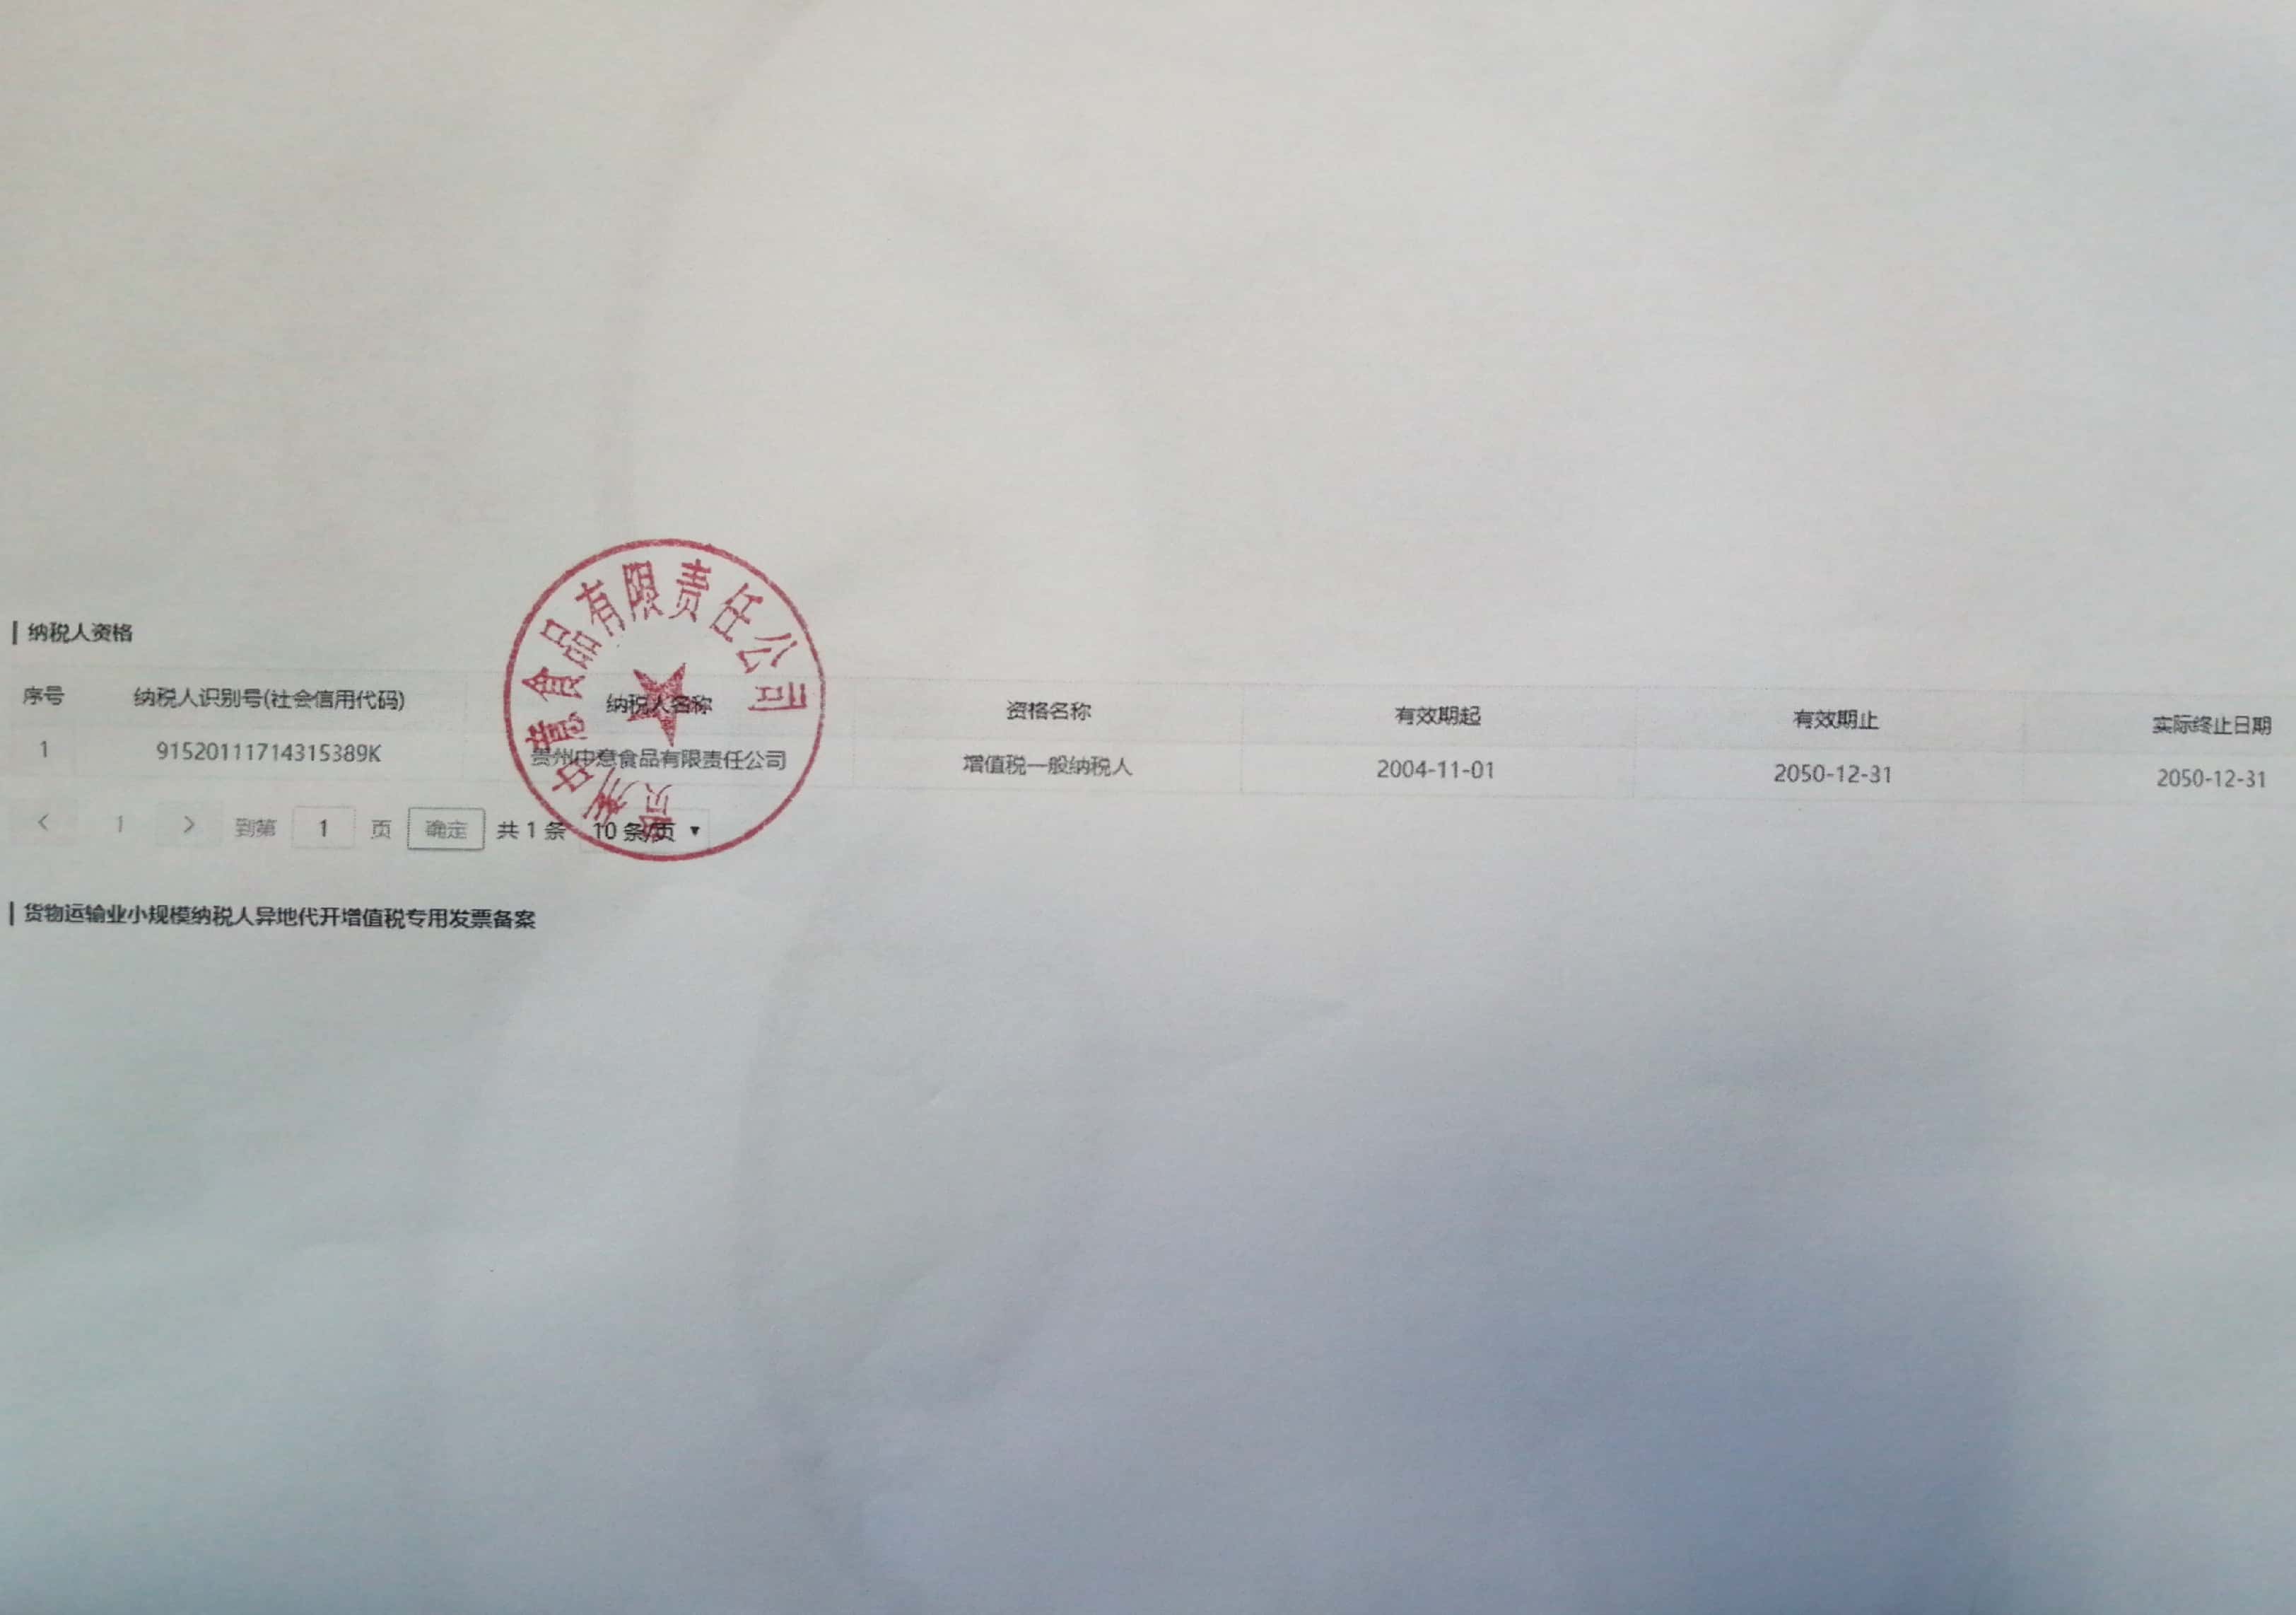 纳税人资格
序号 纳税人识别号(社会信用代码) 纳税人名称 资格名称 有效期起 有效期止 实际终止日期
1 91520111714315389K 贵州中意食品有限责任公司 增值税一般纳税人 2004-11-01 2050-12-31 2050-12-31
< 1 > 到第 1 页 确定 共 1 条 10 条/页 ▾
货物运输业小规模纳税人异地代开增值税专用发票备案
贵州中意食品有限责任公司